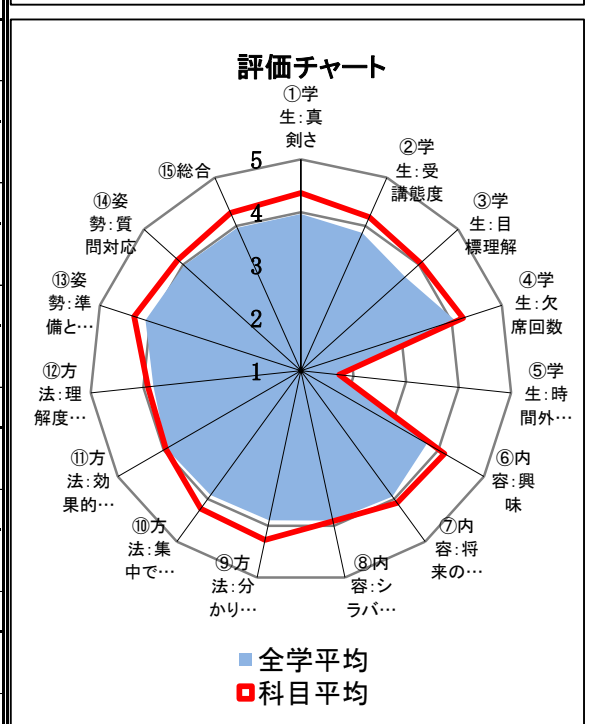 評価チャート
①学
生:真
剣さ
②学
生:受
講態度
③学
生:目
標理解
④学
生:欠
席回数
⑤学
生:時
間外…
⑥内
容:興
味
⑦内
容:将
来の…
⑧内
容:シ
ラバ…
⑨方
法:分
かり…
⑩方
法:集
中で…
⑪方
法:効
果的…
⑫方
法:理
解度…
⑬姿
勢:準
備と…
⑭姿
勢:質
問対応
⑮総合
5
4
3
2
1
全学平均
科目平均